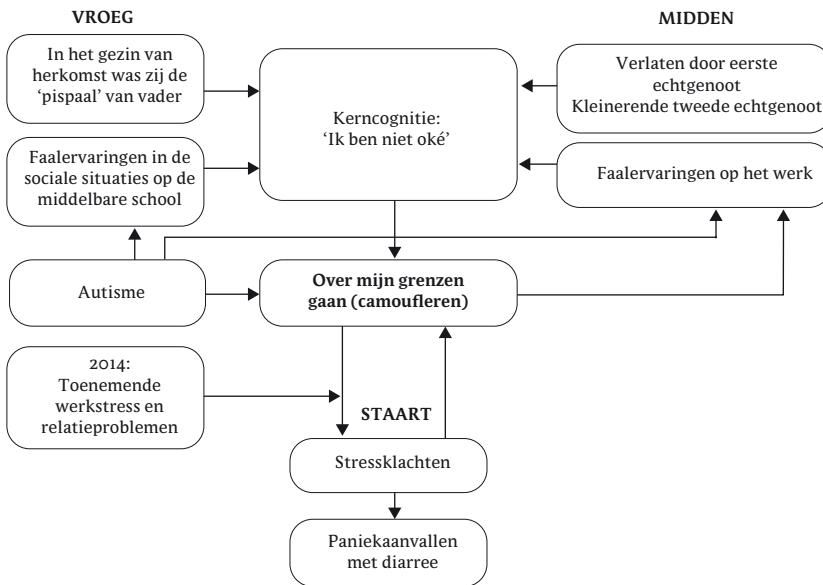 VROEG
MIDDEN
In het gezin van
herkomst was zij de
‘pispaal’ van vader
Kerncognitie:
‘Ik ben niet oké’
Verlaten door eerste
echtgenoot
Kleinerende tweede echtgenoot
Faalervaringen in de
sociale situaties op de
middelbare school
Faalervaringen op het werk
Autisme
Over mijn grenzen
gaan (camoufleren)
2014:
Toenemende
werkstress en
relatieproblemen
STAART
Stressklachten
Paniekaanvallen
met diarree